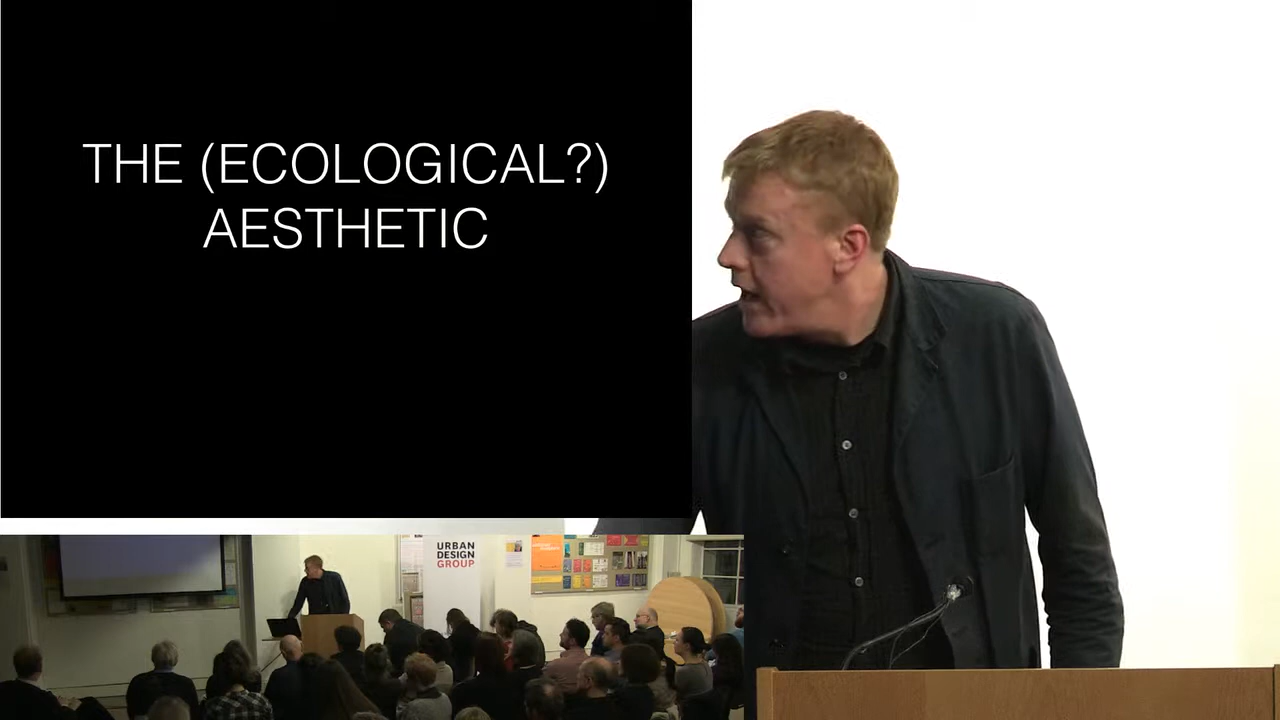 THE (ECOLOGICAL?)
AESTHETIC
URBAN
DESIGN
GROUP